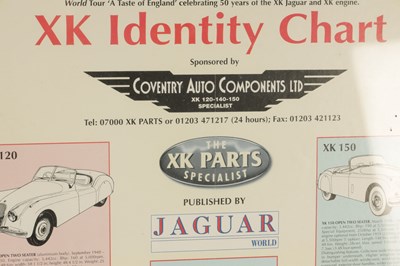 World Tour 'A Taste of England' celebrating 50 years of the XK Jaguar and XK engine.
XK Identity Chart
Sponsored by
COVENTRY AUTO COMPONENTS LTD
XK 120-140-150
SPECIALIST
Tel: 07000 XK PARTS or 01203 471217 (24 hours); Fax: 01203 421123
THE
XK PARTS
SPECIALIST
120
XK 150
PUBLISHED BY
JAGUAR
WORLD